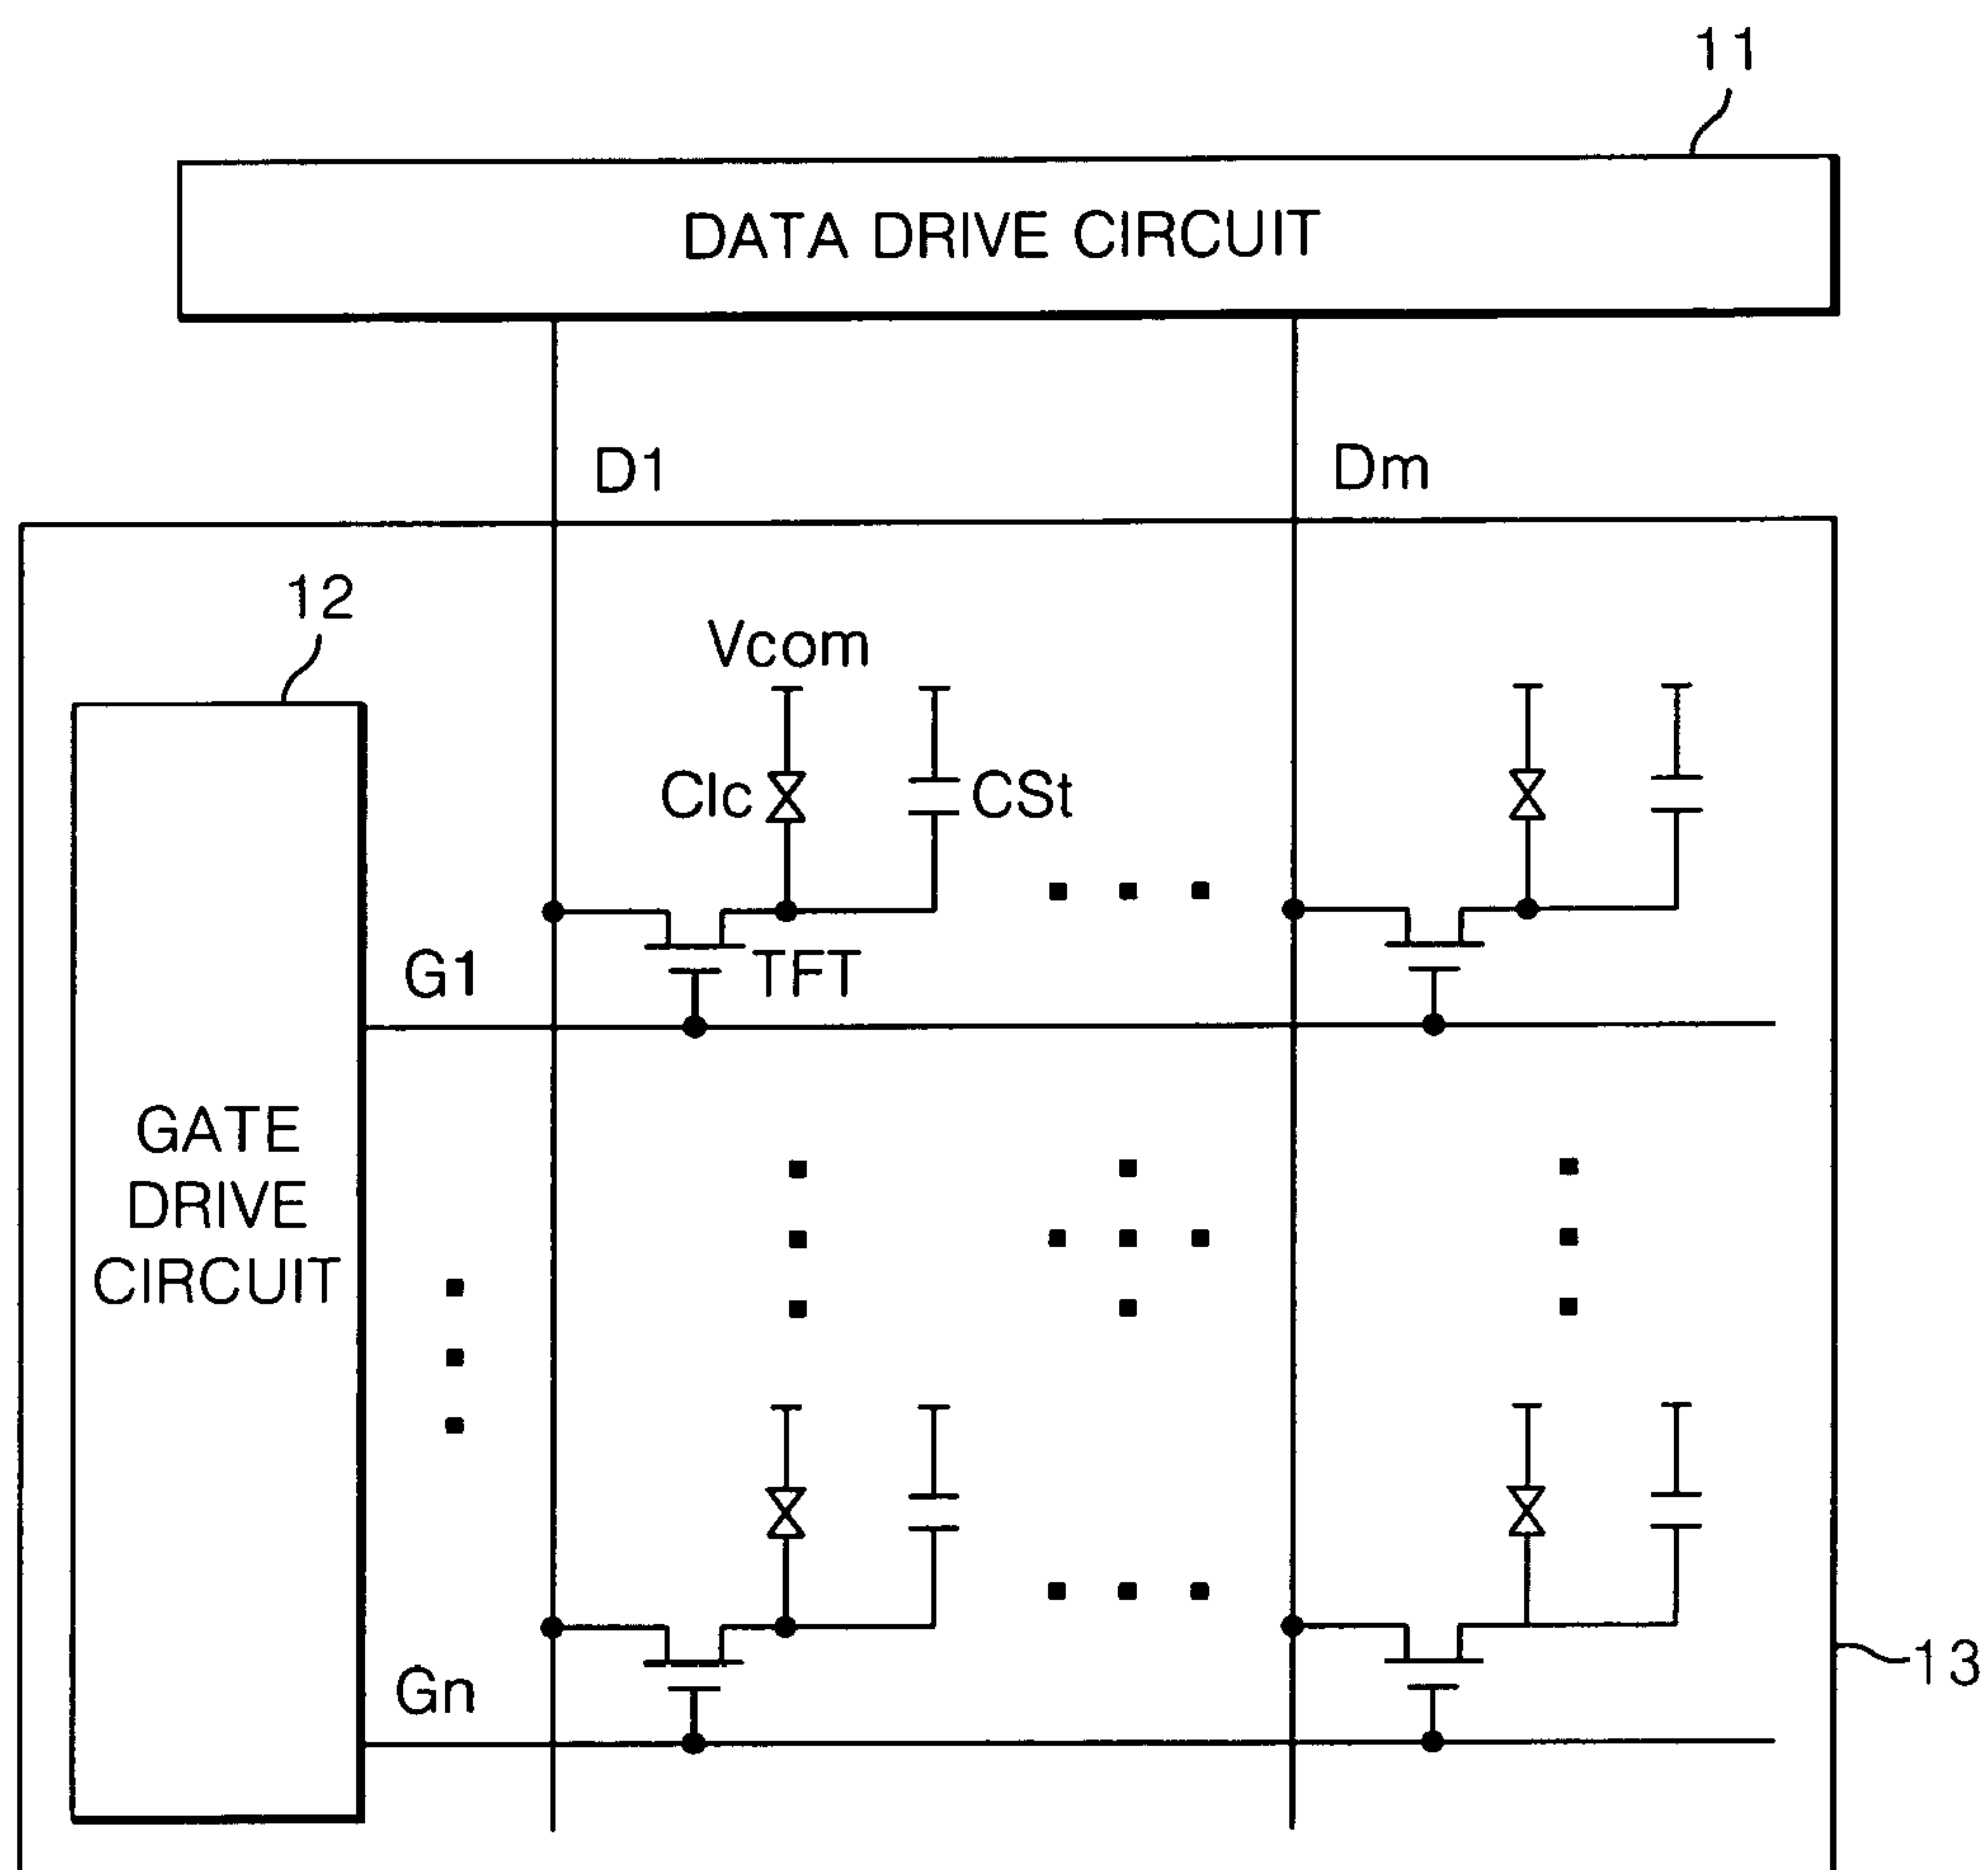 11
DATA DRIVE CIRCUIT
D1
Dm
12
Vcom
Clc
CSt
G1
TFT
GATE
DRIVE
CIRCUIT
Gn
13